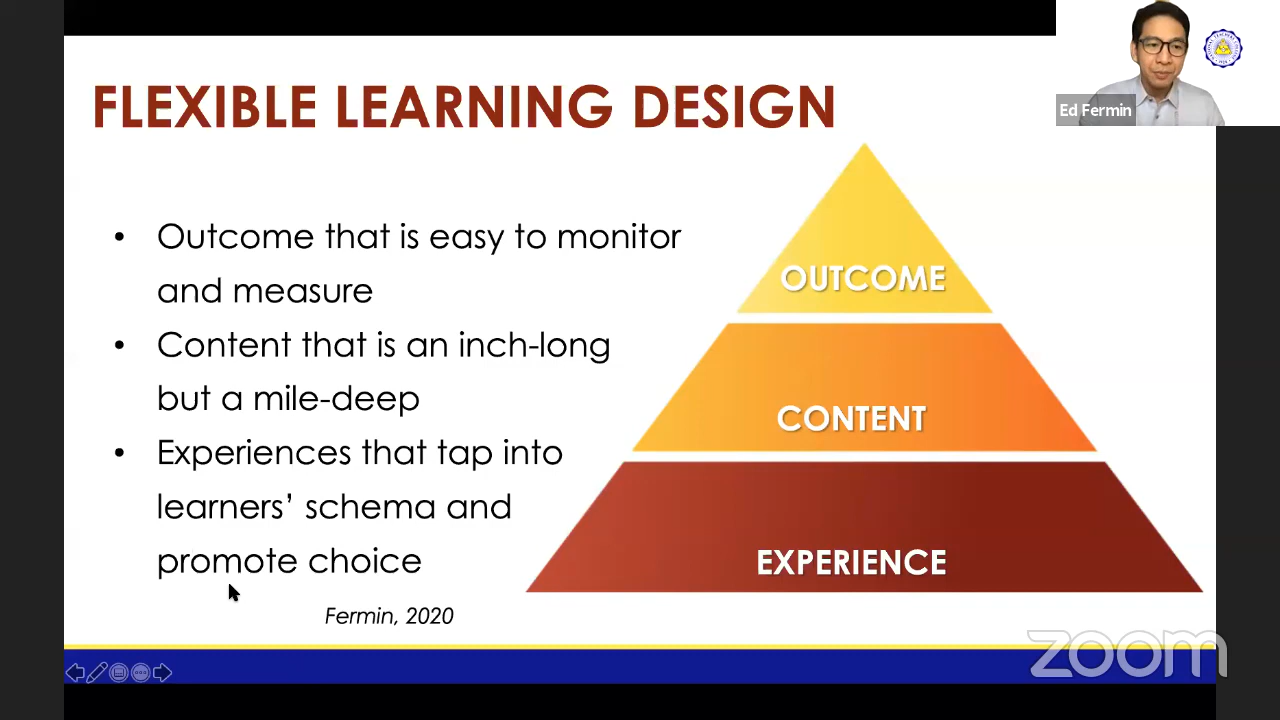 FLEXIBLE LEARNING DESIGN
Ed Fermin
• Outcome that is easy to monitor
and measure
• Content that is an inch-long
but a mile-deep
• Experiences that tap into
learners’ schema and
promote choice
Fermin, 2020
OUTCOME
CONTENT
EXPERIENCE
zoom